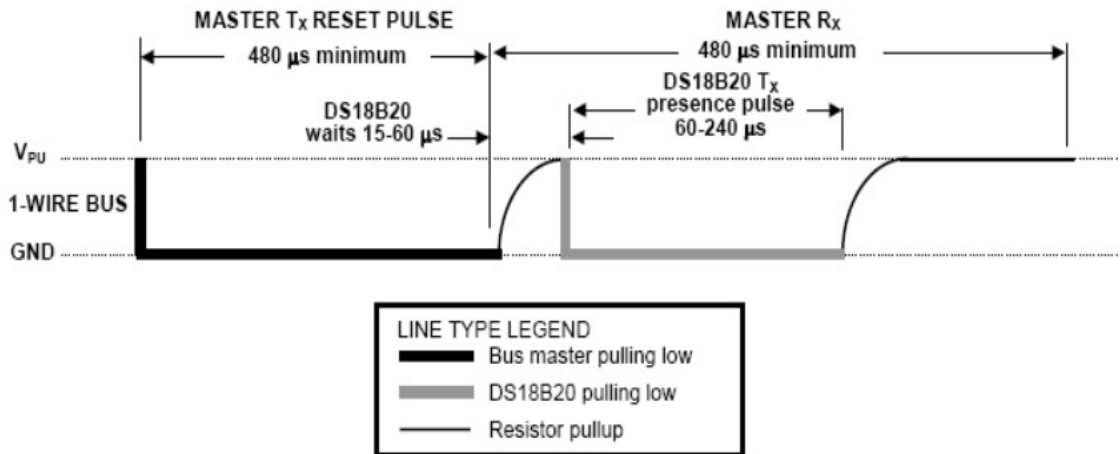 MASTER TX RESET PULSE
480 μs minimum
MASTER RX
480 μs minimum
DS18B20
waits 15-60 μs
DS18B20 TX
presence pulse
60-240 μs
VPU
1-WIRE BUS
GND
LINE TYPE LEGEND
Bus master pulling low
DS18B20 pulling low
Resistor pullup